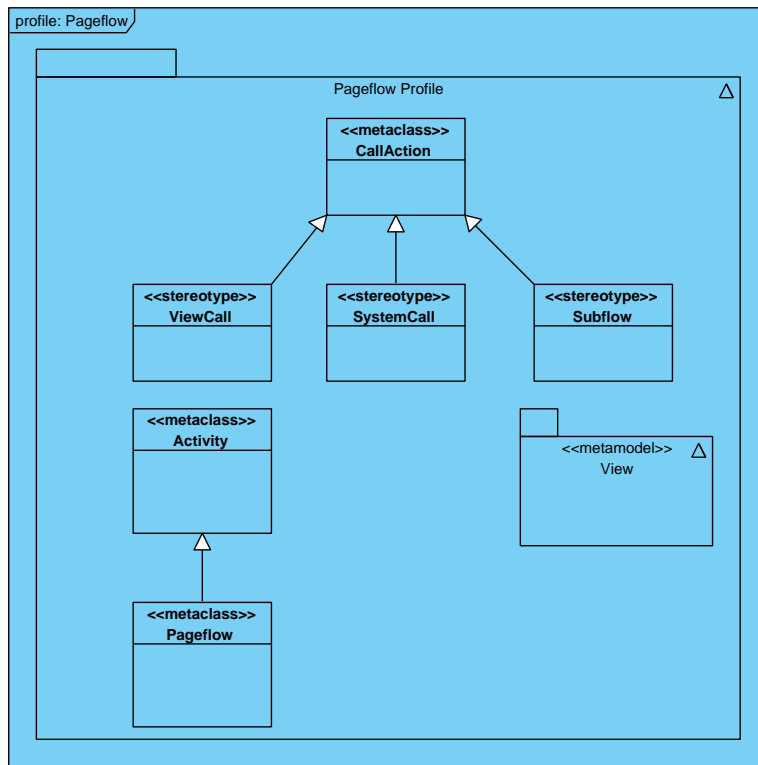 profile: Pageflow
Pageflow Profile
<<metaclass>>
CallAction
<<stereotype>>
ViewCall
<<stereotype>>
SystemCall
<<stereotype>>
Subflow
<<metaclass>>
Activity
<<metamodel>>
View
<<metaclass>>
Pageflow